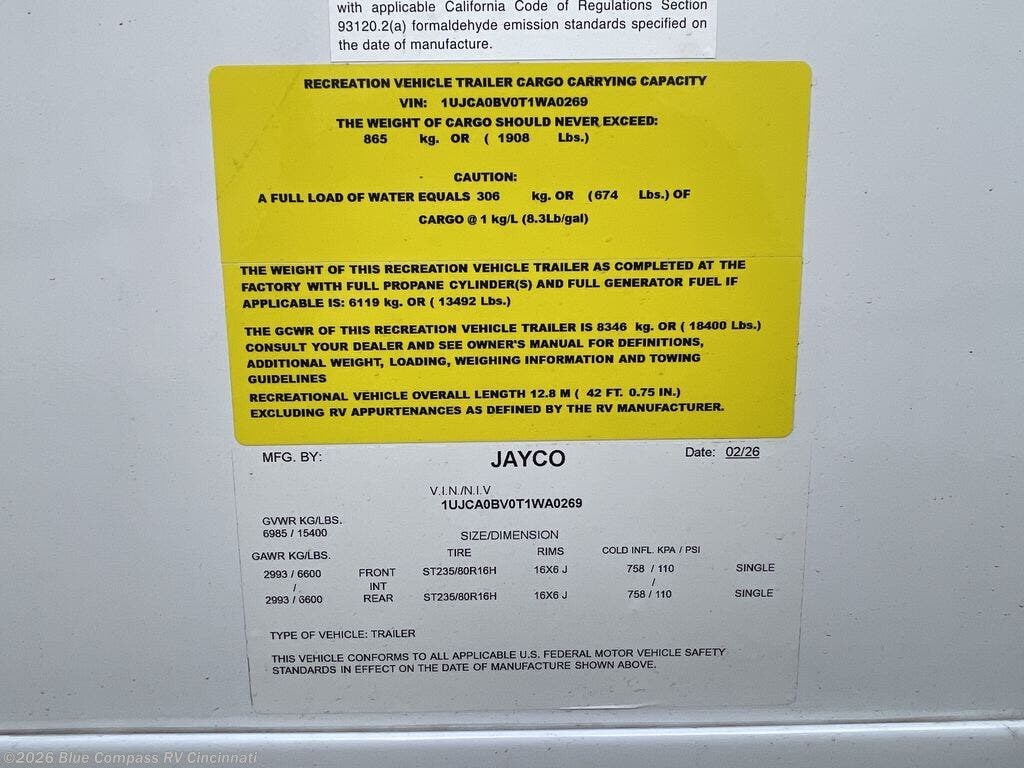 with applicable California Code of Regulations Section
93120.2(a) formaldehyde emission standards specified on
the date of manufacture.
RECREATION VEHICLE TRAILER CARGO CARRYING CAPACITY
VIN: 1UJCA0BV0T1WA0269
THE WEIGHT OF CARGO SHOULD NEVER EXCEED:
865 kg. OR ( 1908 Lbs.)
CAUTION:
A FULL LOAD OF WATER EQUALS 306 kg. OR (674 Lbs.) OF
CARGO @ 1 kg/L (8.3Lb/gal)
THE WEIGHT OF THIS RECREATION VEHICLE TRAILER AS COMPLETED AT THE
FACTORY WITH FULL PROPANE CYLINDER(S) AND FULL GENERATOR FUEL IF
APPLICABLE IS: 6119 kg. OR ( 13492 Lbs.)
THE GCWR OF THIS RECREATION VEHICLE TRAILER IS 8346 kg. OR ( 18400 Lbs.)
CONSULT YOUR DEALER AND SEE OWNER'S MANUAL FOR DEFINITIONS,
ADDITIONAL WEIGHT, LOADING, WEIGHING INFORMATION AND TOWING
GUIDELINES
RECREATIONAL VEHICLE OVERALL LENGTH 12.8 M ( 42 FT. 0.75 IN.)
EXCLUDING RV APPURTENANCES AS DEFINED BY THE RV MANUFACTURER.
MFG. BY: JAYCO Date: 02/26
V.I.N./N.I.V
1UJCA0BV0T1WA0269
GVWR KG/LBS.
6985 / 15400
SIZE/DIMENSION
GAWR KG/LBS. TIRE RIMS COLD INFL. KPA / PSI
2993 / 6600 FRONT ST235/80R16H 16X6 J 758 / 110 SINGLE
/ INT /
2993 / 6600 REAR ST235/80R16H 16X6 J 758 / 110 SINGLE
TYPE OF VEHICLE: TRAILER
THIS VEHICLE CONFORMS TO ALL APPLICABLE U.S. FEDERAL MOTOR VEHICLE SAFETY
STANDARDS IN EFFECT ON THE DATE OF MANUFACTURE SHOWN ABOVE.
©2026 Blue Compass RV Cincinnati